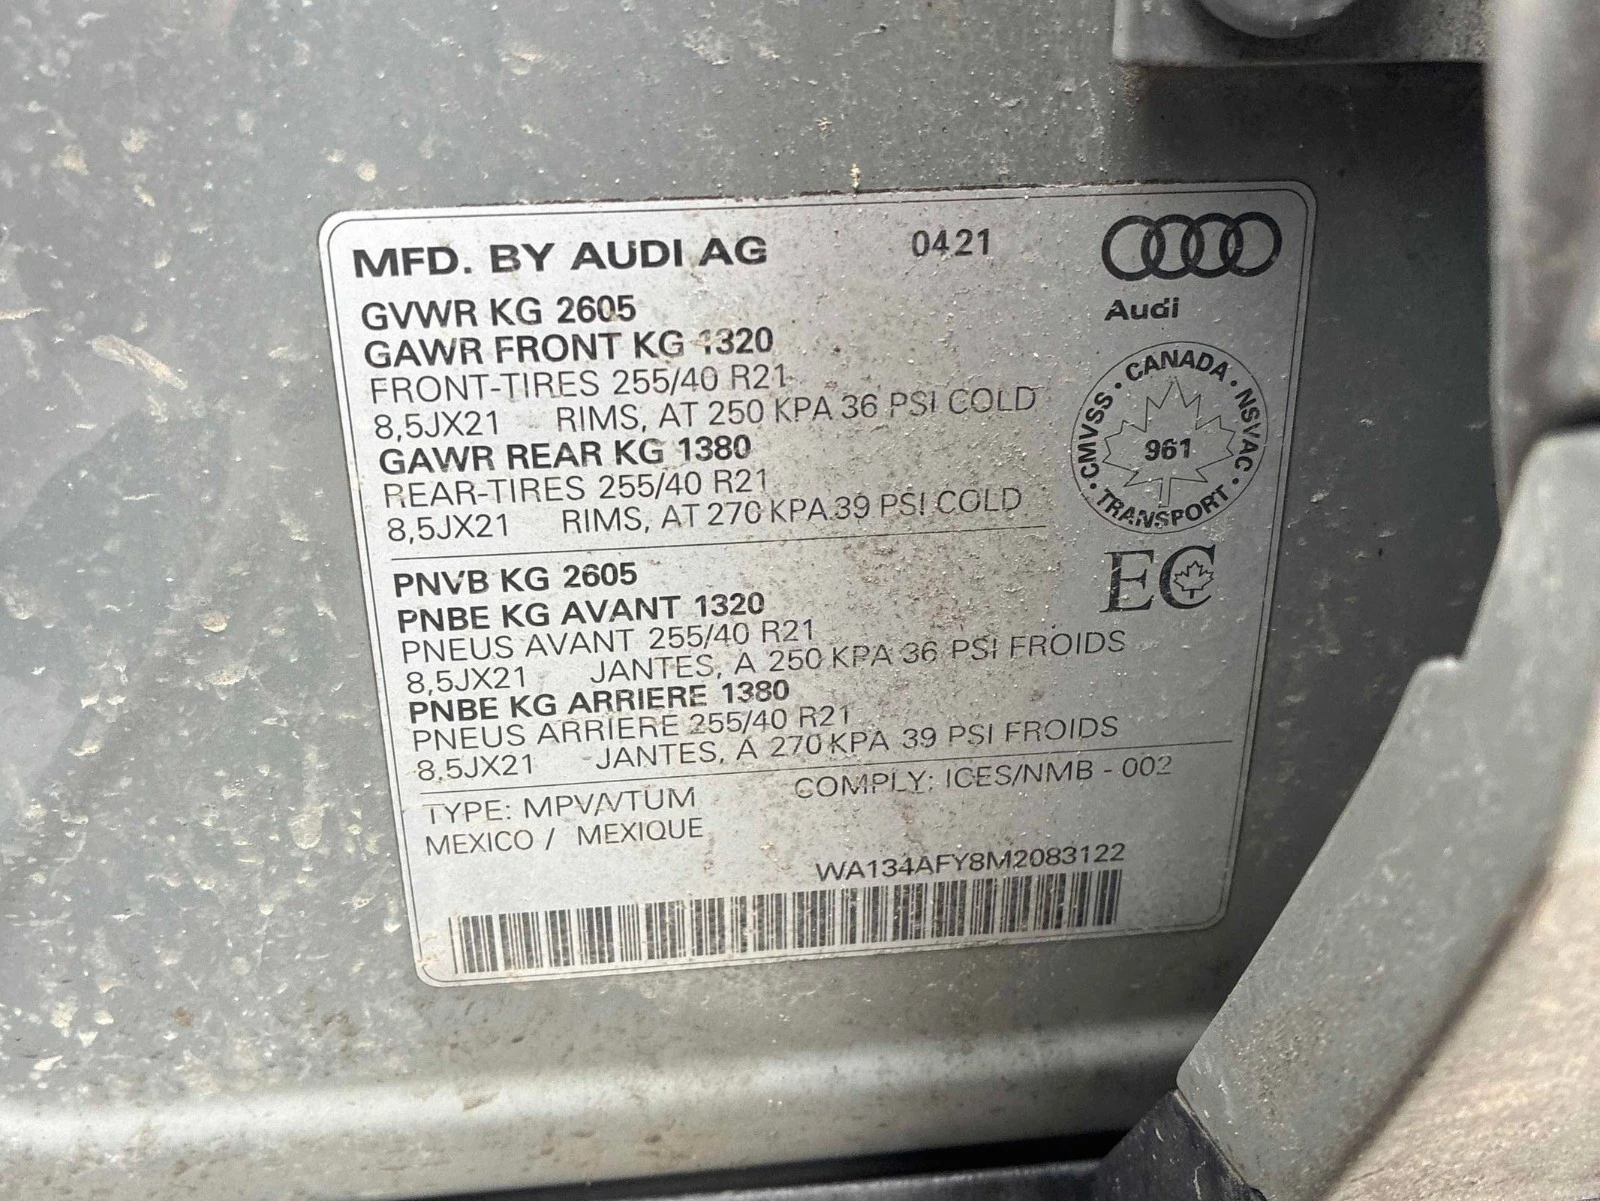 MFD. BY AUDI AG 0421
Audi
GVWR KG 2605
GAWR FRONT KG 1320
FRONT-TIRES 255/40 R21
8,5JX21 RIMS, AT 250 KPA 36 PSI COLD
GAWR REAR KG 1380
REAR-TIRES 255/40 R21
8,5JX21 RIMS, AT 270 KPA 39 PSI COLD
· CANADA · NSVAC · TRANSPORT · CMVSS
961
EC
PNVB KG 2605
PNBE KG AVANT 1320
PNEUS AVANT 255/40 R21
8,5JX21 JANTES, A 250 KPA 36 PSI FROIDS
PNBE KG ARRIERE 1380
PNEUS ARRIERE 255/40 R21
8,5JX21 JANTES, A 270 KPA 39 PSI FROIDS
TYPE: MPV/VTUM COMPLY: ICES/NMB - 002
MEXICO / MEXIQUE
WA134AFY8M2083122